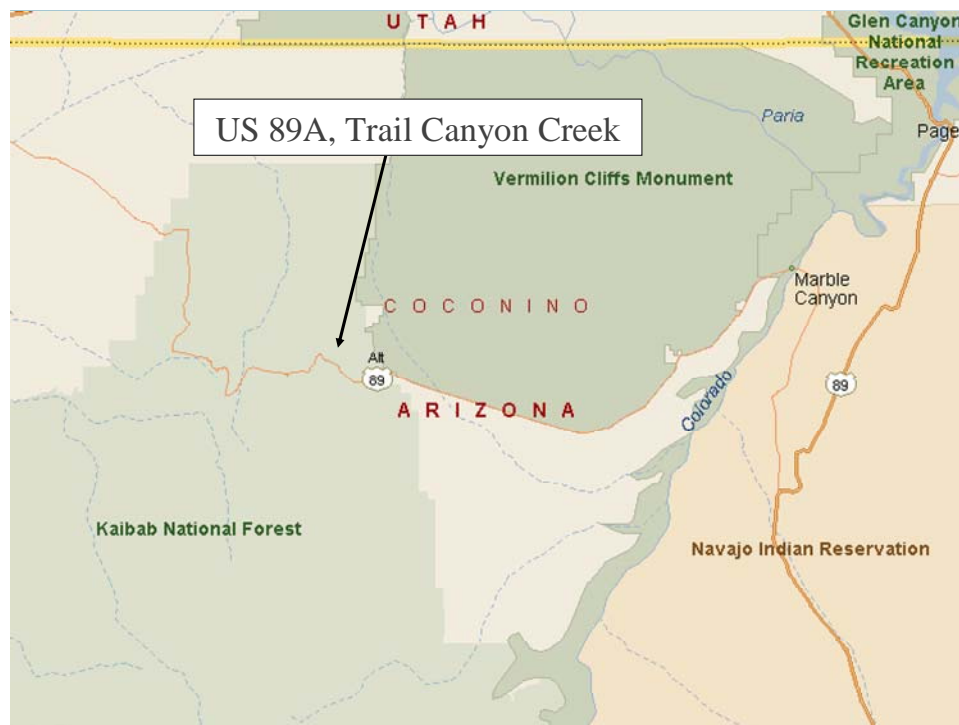 UTAH
Glen Canyon
National
Recreation
Area
US 89A, Trail Canyon Creek
Paria
Page
Vermilion Cliffs Monument
Marble
Canyon
COCONINO
Alt
89
89
Colorado
ARIZONA
Kaibab National Forest
Navajo Indian Reservation